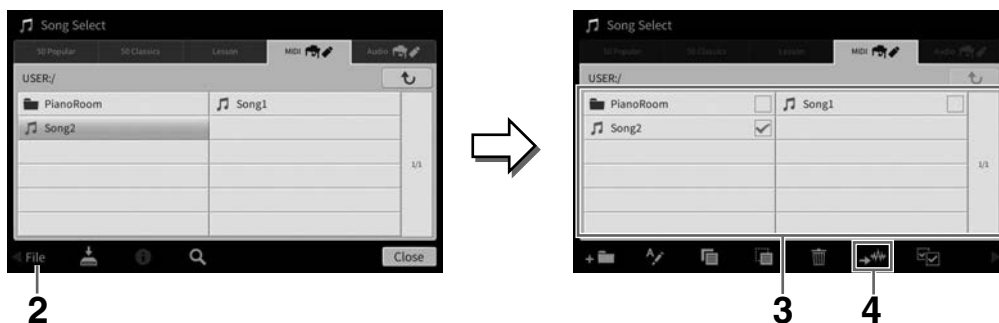 Song Select
50 Popular 50 Classics Lesson MIDI Audio
USER:/
PianoRoom Song1
Song2
1/1
File Close
2
Song Select
50 Popular 50 Classics Lesson MIDI Audio
USER:/
PianoRoom Song1
Song2
1/1
3 4